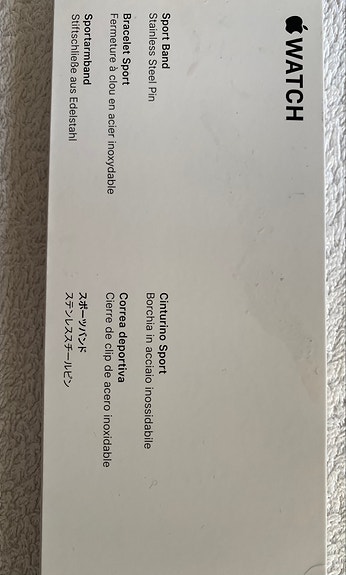 WATCH
Sport Band
Stainless Steel Pin
Bracelet Sport
Fermeture à clou en acier inoxydable
Sportarmband
Stiftschließe aus Edelstahl
Cinturino Sport
Borchia in acciaio inossidabile
Correa deportiva
Cierre de clip de acero inoxidable
スポーツバンド
ステンレススチールピン